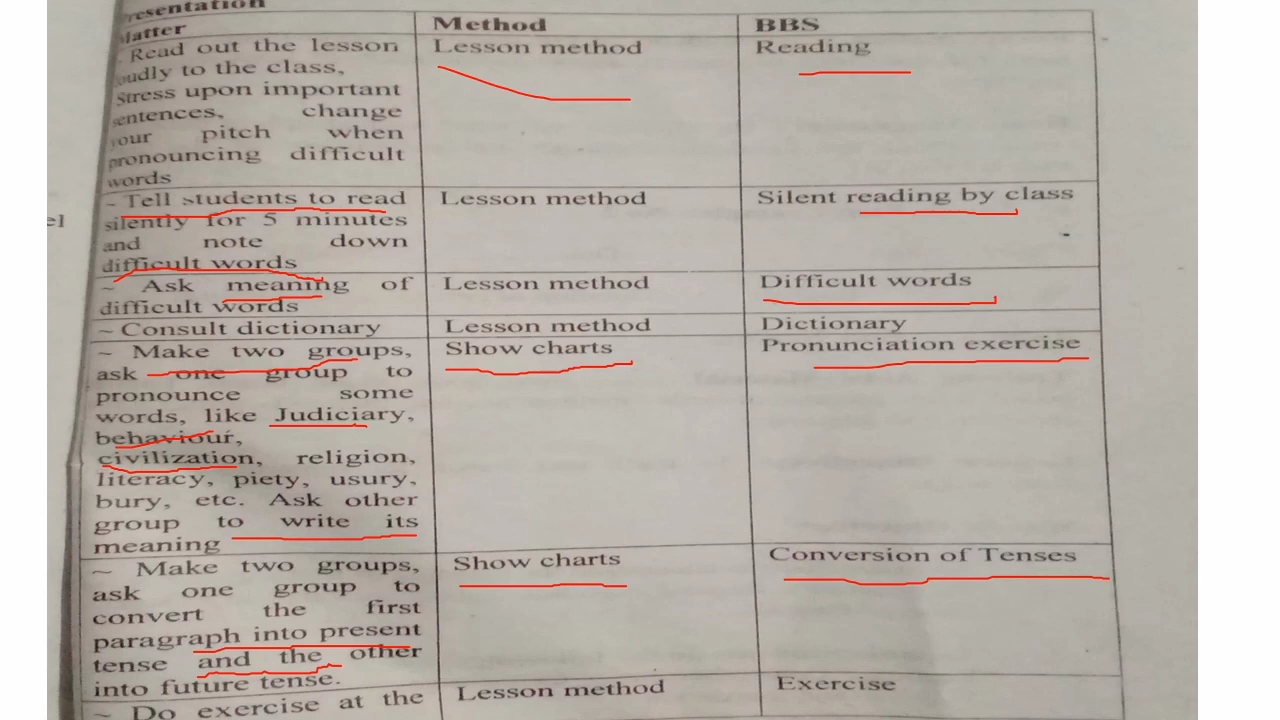 Presentation
Matter Method BBS
~ Read out the lesson Lesson method Reading
loudly to the class,
Stress upon important
sentences, change
your pitch when
pronouncing difficult
words
~ Tell students to read Lesson method Silent reading by class
silently for 5 minutes
and note down
difficult words
~ Ask meaning of Lesson method Difficult words
difficult words
~ Consult dictionary Lesson method Dictionary
~ Make two groups, Show charts Pronunciation exercise
ask one group to
pronounce some
words, like Judiciary,
behaviour,
civilization, religion,
literacy, piety, usury,
bury, etc. Ask other
group to write its
meaning
~ Make two groups, Show charts Conversion of Tenses
ask one group to
convert the first
paragraph into present
tense and the other
into future tense.
~ Do exercise at the Lesson method Exercise